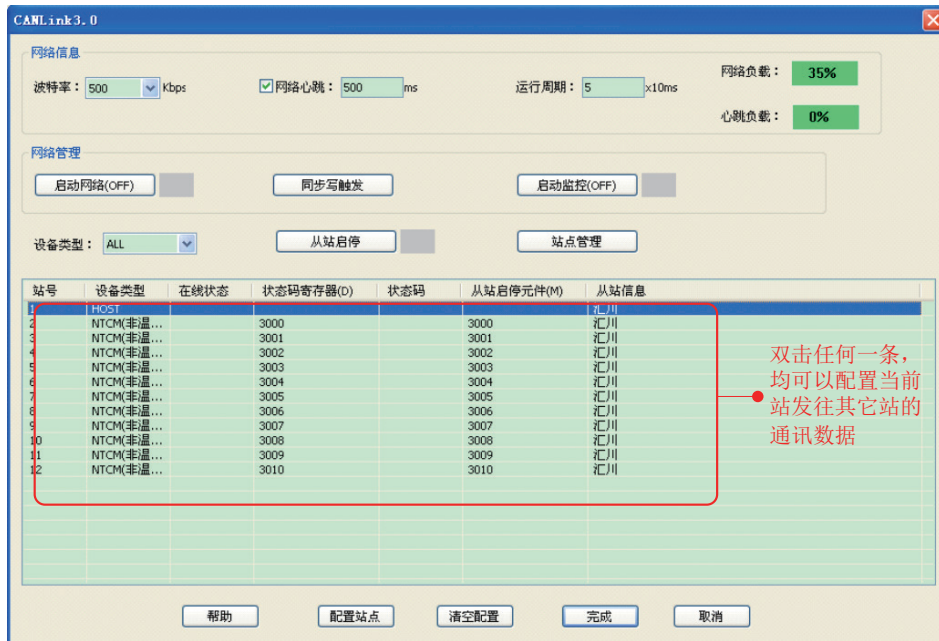 CANLink3.0
网络信息
波特率： 500 Kbps 网络心跳： 500 ms 运行周期： 5 x10ms 网络负载： 35%
心跳负载： 0%
网络管理
启动网络(OFF) 同步写触发 启动监控(OFF)
设备类型： ALL 从站启停 站点管理
站号 设备类型 在线状态 状态码寄存器(D) 状态码 从站启停元件(M) 从站信息
1 HOST 汇川
2 NTCM(非温... 3000 3000 汇川
3 NTCM(非温... 3001 3001 汇川
4 NTCM(非温... 3002 3002 汇川
5 NTCM(非温... 3003 3003 汇川
6 NTCM(非温... 3004 3004 汇川
7 NTCM(非温... 3005 3005 汇川
8 NTCM(非温... 3006 3006 汇川
9 NTCM(非温... 3007 3007 汇川
10 NTCM(非温... 3008 3008 汇川
11 NTCM(非温... 3009 3009 汇川
12 NTCM(非温... 3010 3010 汇川
双击任何一条，
均可以配置当前
站发往其它站的
通讯数据
帮助 配置站点 清空配置 完成 取消